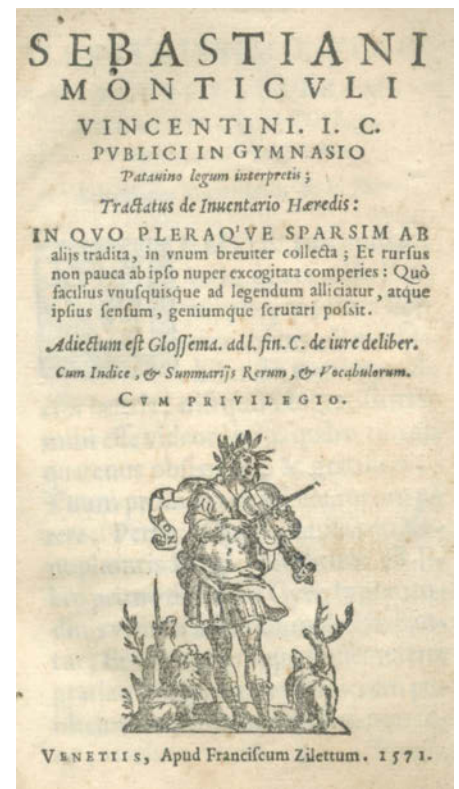 SEBASTIANI
MONTICVLI
VINCENTINI. I. C.
PVBLICI IN GYMNASIO
Patauino legum interpretis;
Tractatus de Inuentario Hæredis:
IN QVO PLERAQ'VE SPARSIM AB
alijs tradita, in vnum breuiter collecta; Et rursus
non pauca ab ipso nuper excogitata comperies: Quò
facilius vnusquisque ad legendum alliciatur, atque
ipsius sensum, geniumque scrutari possit.
Adiectum est Glossema. ad l. fin. C. de iure deliber.
Cum Indice, & Summarijs Rerum, & Vocabulorum.
CVM PRIVILEGIO.
VENETIIS, Apud Franciscum Zilettum. 1571.